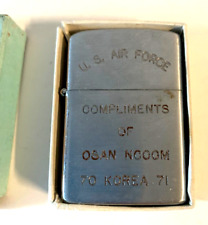 U.S. AIR FORCE
COMPLIMENTS
OF
OSAN NCOOM
70 KOREA 71